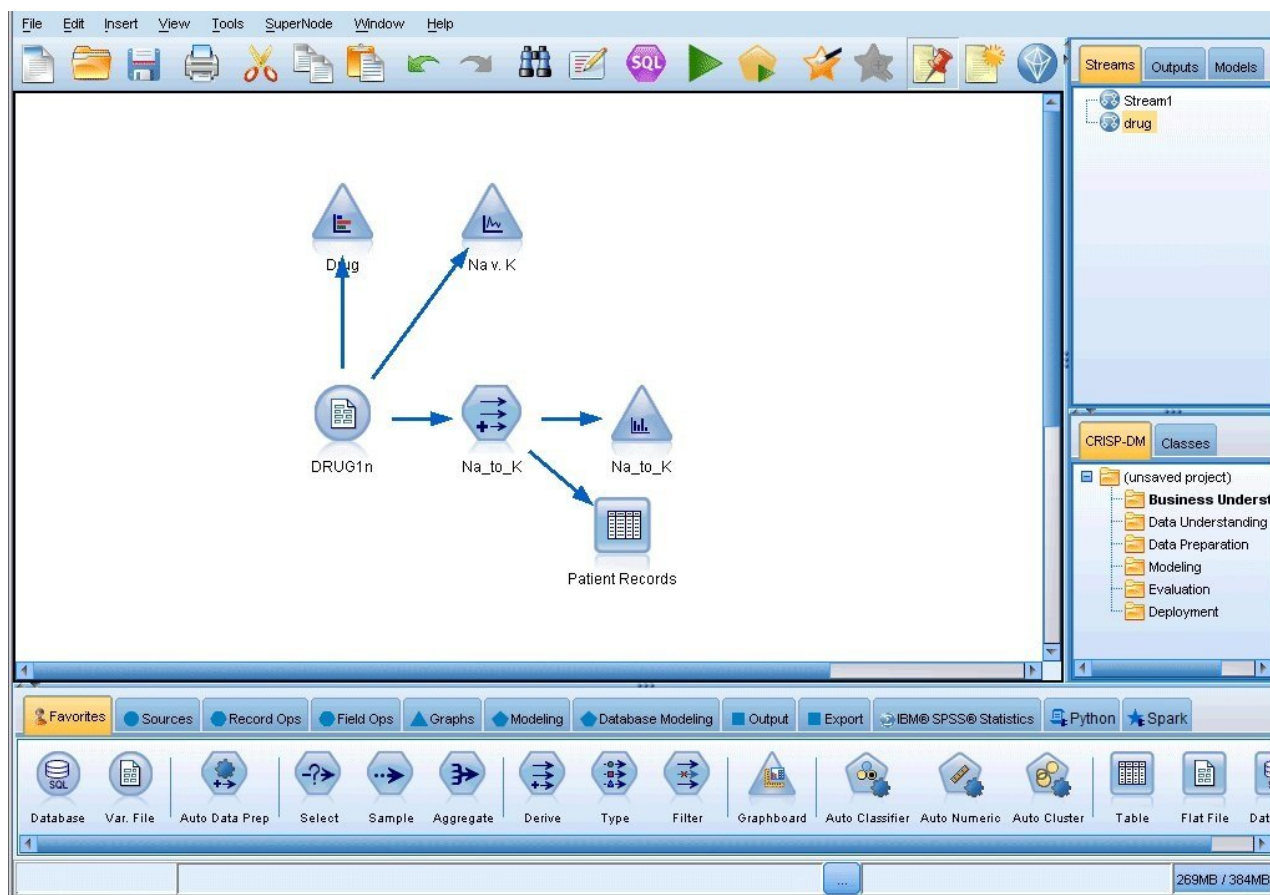 File Edit Insert View Tools SuperNode Window Help
SQL
Streams Outputs Models
Stream1
drug
Drug
Na v. K
DRUG1n
Na_to_K
Na_to_K
Patient Records
CRISP-DM Classes
(unsaved project)
Business Underst
Data Understanding
Data Preparation
Modeling
Evaluation
Deployment
Favorites Sources Record Ops Field Ops Graphs Modeling Database Modeling Output Export IBM® SPSS® Statistics Python Spark
SQL
Database Var. File Auto Data Prep Select Sample Aggregate Derive Type Filter Graphboard Auto Classifier Auto Numeric Auto Cluster Table Flat File Dat
...
269MB / 384MB